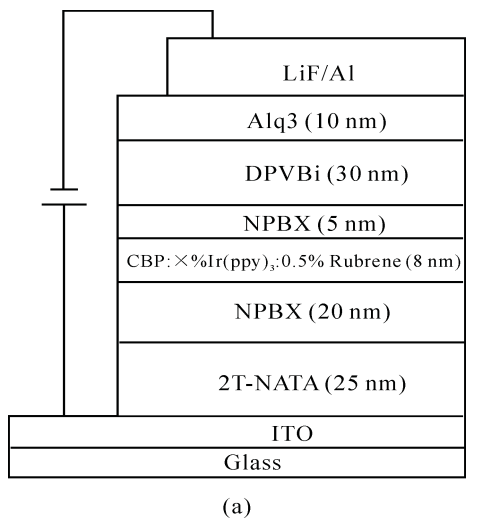 LiF/Al
Alq3 (10 nm)
DPVBi (30 nm)
NPBX (5 nm)
CBP:×%Ir(ppy)₃:0.5% Rubrene (8 nm)
NPBX (20 nm)
2T-NATA (25 nm)
ITO
Glass
(a)